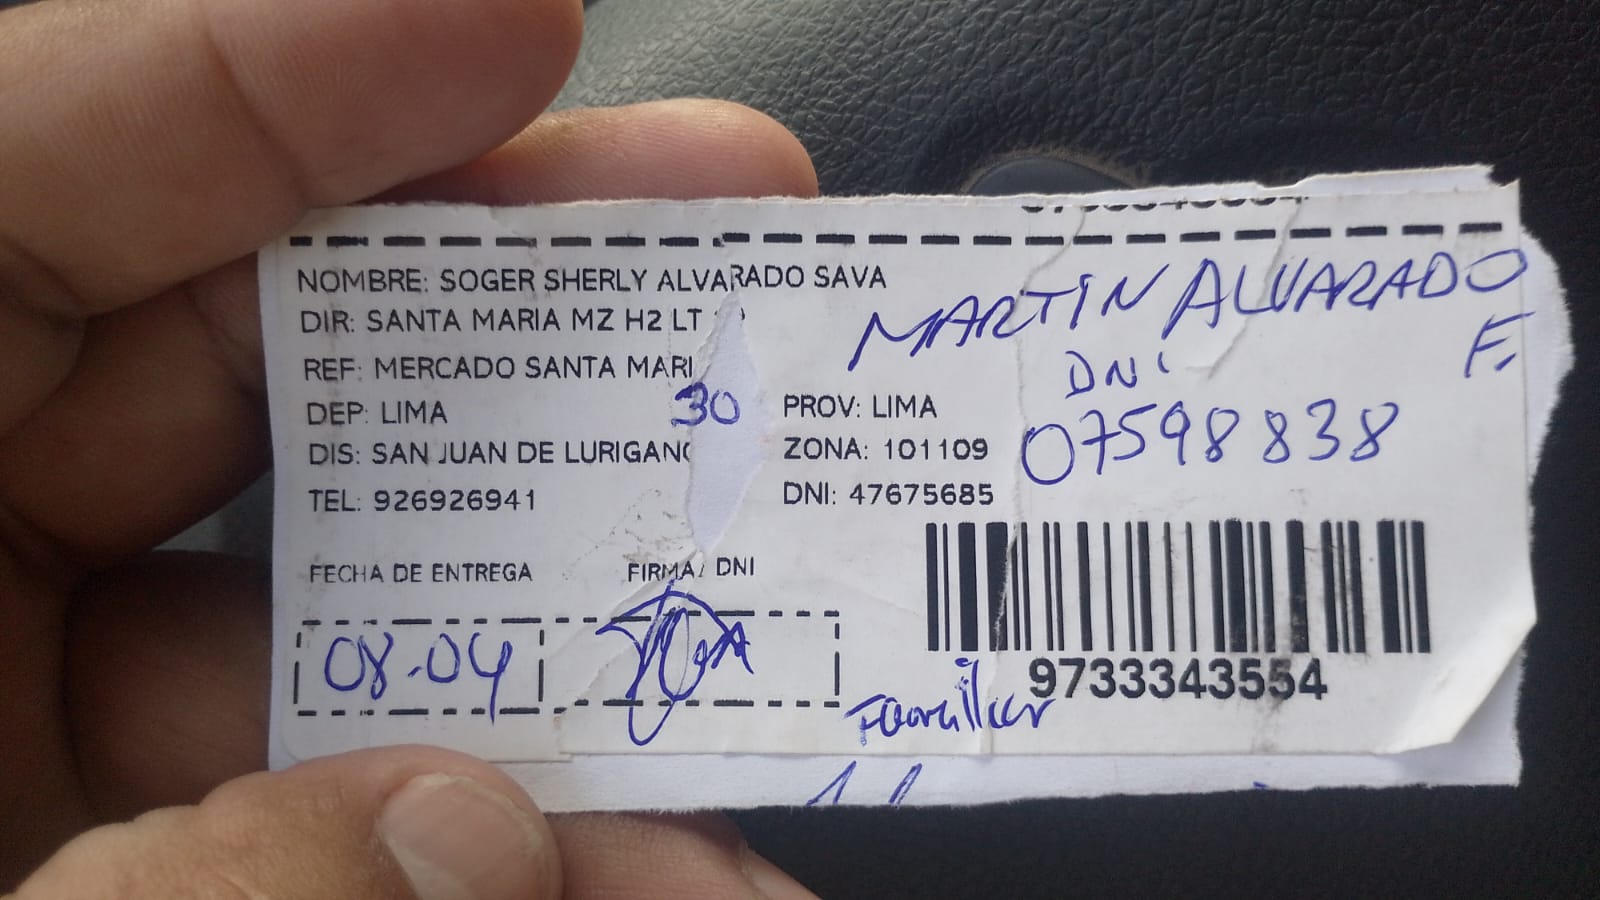 NOMBRE: SOGER SHERLY ALVARADO SAVA
MARTIN ALVARADO F.
DIR: SANTA MARIA MZ H2 LT
REF: MERCADO SANTA MARI
DNI
30
DEP: LIMA
PROV: LIMA
07598838
DIS: SAN JUAN DE LURIGANC
ZONA: 101109
TEL: 926926941
DNI: 47675685
FECHA DE ENTREGA
FIRMA/ DNI
08-04
9733343554
Familiar